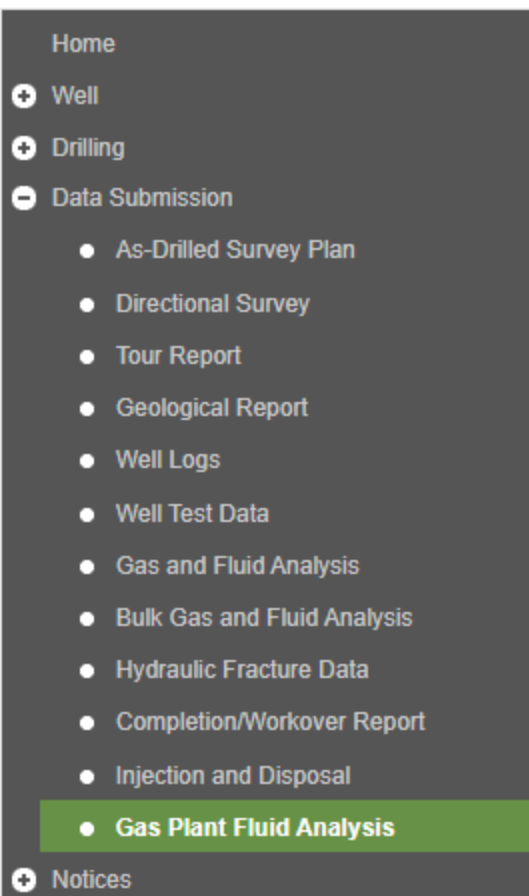 Home
Well
Drilling
Data Submission
As-Drilled Survey Plan
Directional Survey
Tour Report
Geological Report
Well Logs
Well Test Data
Gas and Fluid Analysis
Bulk Gas and Fluid Analysis
Hydraulic Fracture Data
Completion/Workover Report
Injection and Disposal
Gas Plant Fluid Analysis
Notices